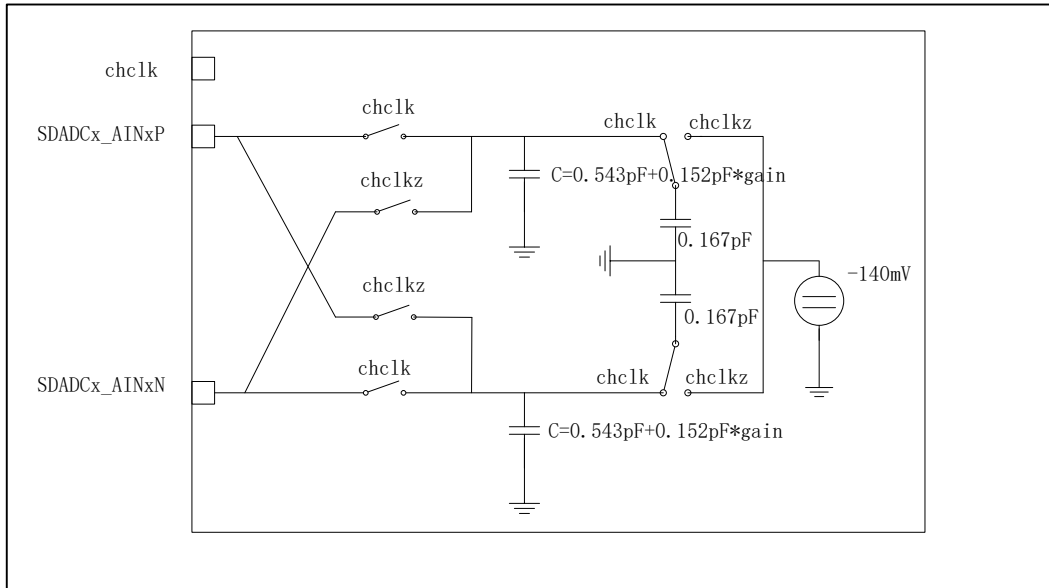 chclk
chclk
SDADCx_AINxP
chclk
chclkz
C=0.543pF+0.152pF*gain
chclkz
0.167pF
-140mV
chclkz
0.167pF
SDADCx_AINxN
chclk
chclk
chclkz
C=0.543pF+0.152pF*gain